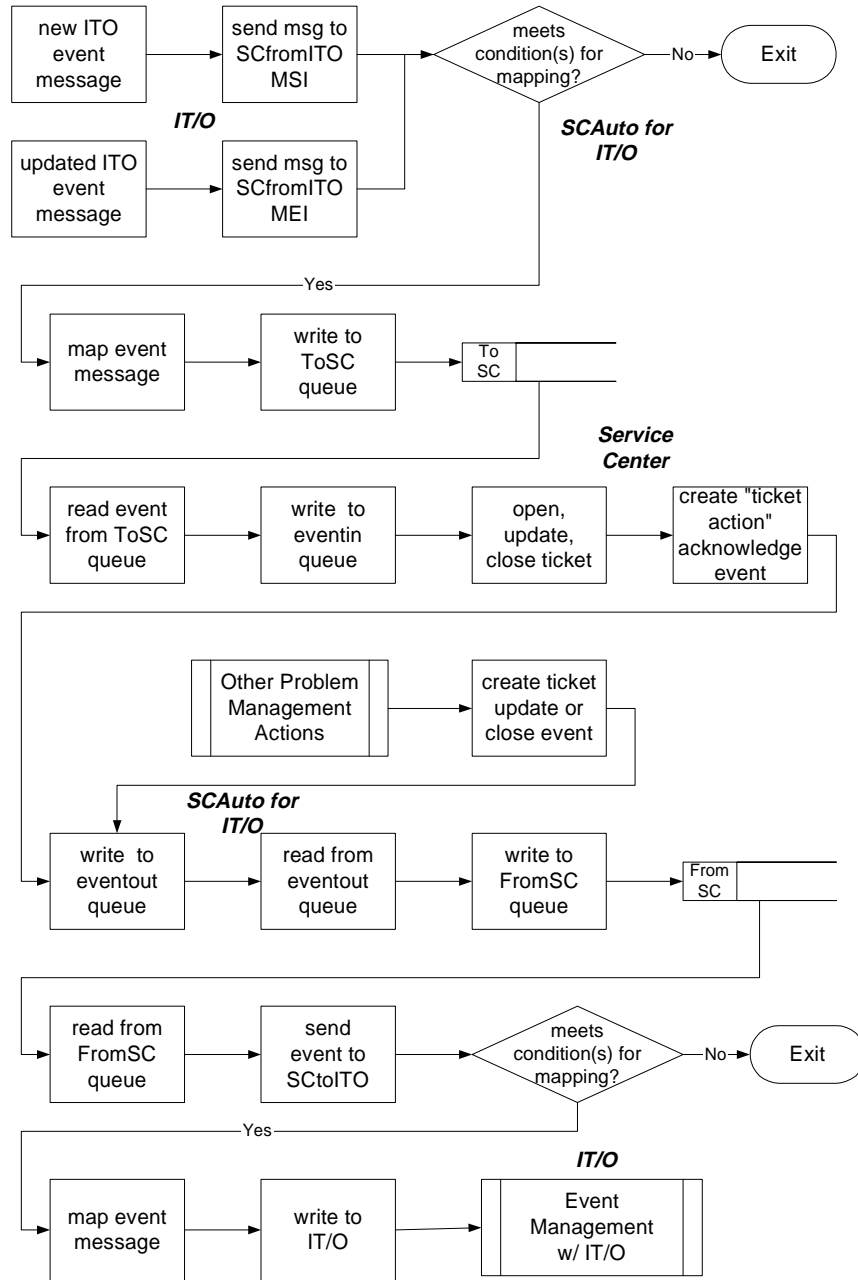 new ITO
event
message
send msg to
SCfromITO
MSI
meets
condition(s) for
mapping?
No
Exit
IT/O
SCAuto for
IT/O
updated ITO
event
message
send msg to
SCfromITO
MEI
Yes
map event
message
write to
ToSC
queue
To
SC
Service
Center
read event
from ToSC
queue
write to
eventin
queue
open,
update,
close ticket
create "ticket
action"
acknowledge
event
Other Problem
Management
Actions
create ticket
update or
close event
SCAuto for
IT/O
write to
eventout
queue
read from
eventout
queue
write to
FromSC
queue
From
SC
read from
FromSC
queue
send
event to
SCtoITO
meets
condition(s) for
mapping?
No
Exit
Yes
IT/O
map event
message
write to
IT/O
Event
Management
w/ IT/O